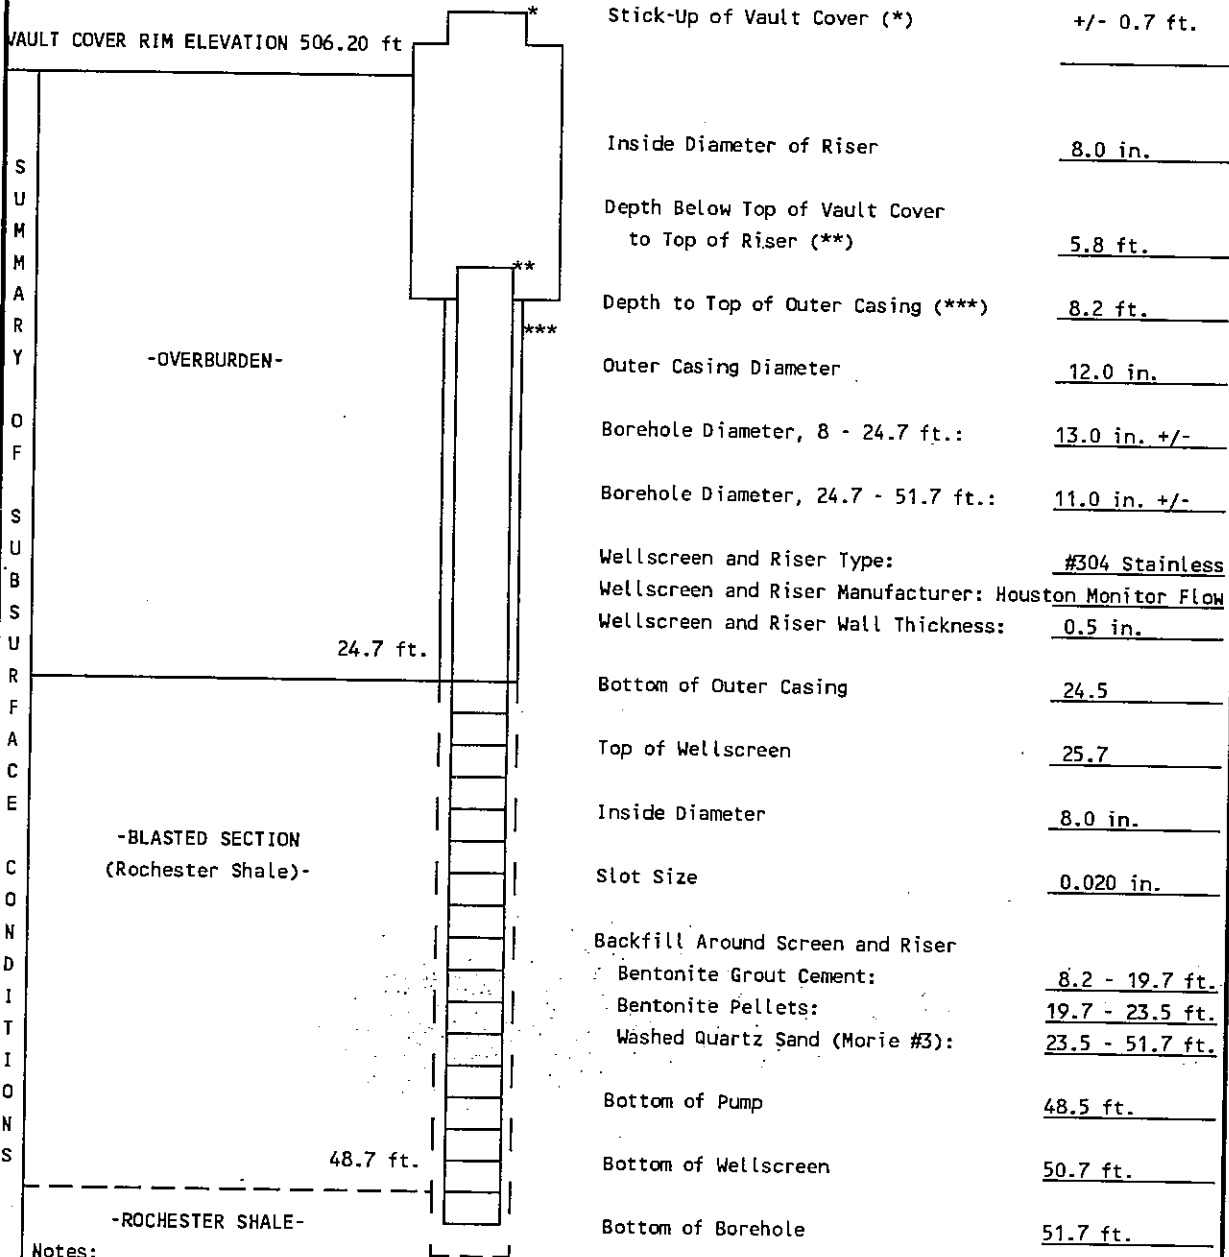 Stick-Up of Vault Cover (*) +/- 0.7 ft.
VAULT COVER RIM ELEVATION 506.20 ft
*
Inside Diameter of Riser 8.0 in.
Depth Below Top of Vault Cover
to Top of Riser (**) 5.8 ft.
**
Depth to Top of Outer Casing (***) 8.2 ft.
***
-OVERBURDEN-
Outer Casing Diameter 12.0 in.
Borehole Diameter, 8 - 24.7 ft.: 13.0 in. +/-
Borehole Diameter, 24.7 - 51.7 ft.: 11.0 in. +/-
Wellscreen and Riser Type: #304 Stainless
Wellscreen and Riser Manufacturer: Houston Monitor Flow
Wellscreen and Riser Wall Thickness: 0.5 in.
24.7 ft.
Bottom of Outer Casing 24.5
Top of Wellscreen 25.7
Inside Diameter 8.0 in.
-BLASTED SECTION
(Rochester Shale)-
Slot Size 0.020 in.
Backfill Around Screen and Riser
Bentonite Grout Cement: 8.2 - 19.7 ft.
Bentonite Pellets: 19.7 - 23.5 ft.
Washed Quartz Sand (Morie #3): 23.5 - 51.7 ft.
Bottom of Pump 48.5 ft.
48.7 ft.
Bottom of Wellscreen 50.7 ft.
-ROCHESTER SHALE-
Bottom of Borehole 51.7 ft.
Notes:
SUMMARY OF SUBSURFACE CONDITIONS